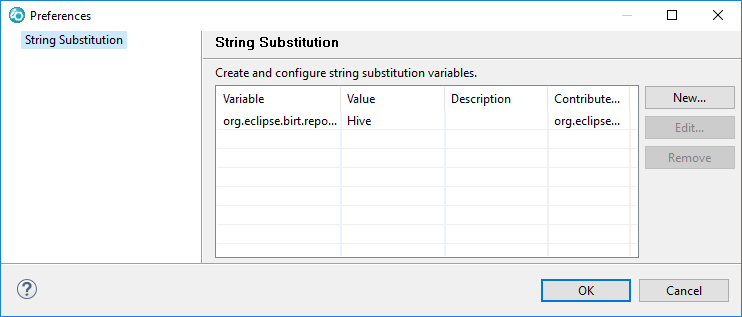 Preferences
String Substitution
String Substitution
Create and configure string substitution variables.
Variable Value Description Contribute...
org.eclipse.birt.repo... Hive org.eclipse...
New...
Edit...
Remove
?
OK Cancel